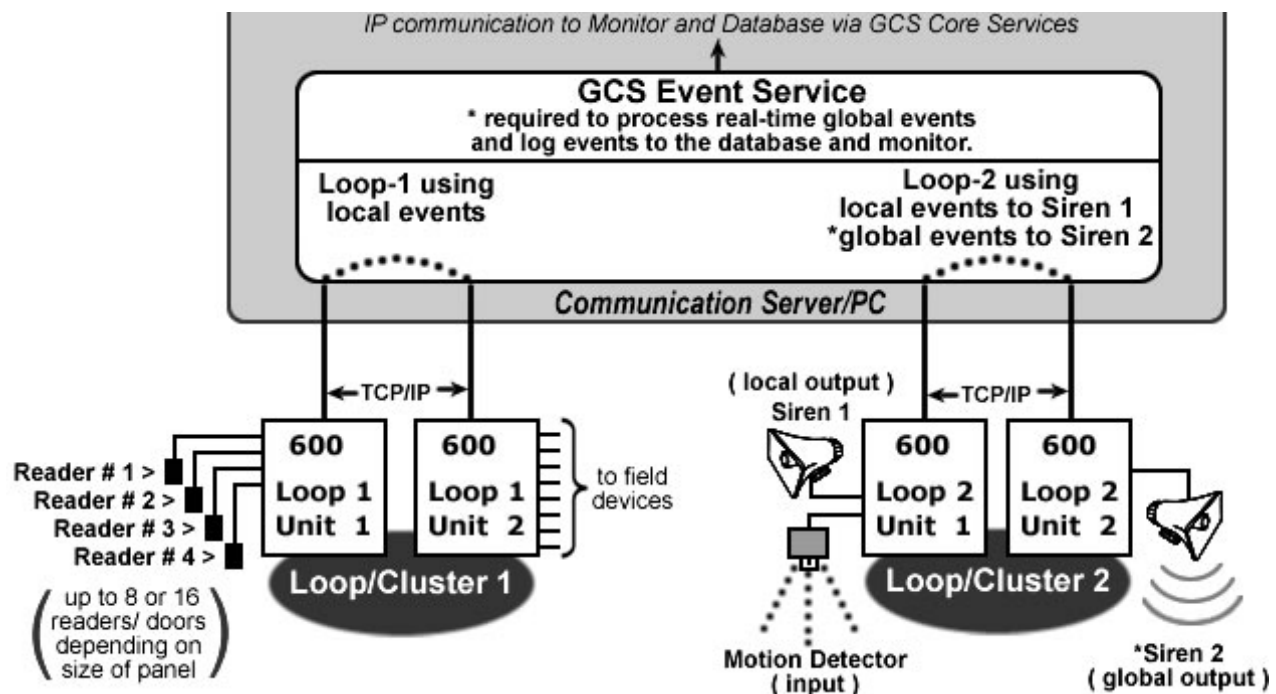 IP communication to Monitor and Database via GCS Core Services
GCS Event Service
* required to process real-time global events
and log events to the database and monitor.
Loop-1 using
local events
Loop-2 using
local events to Siren 1
*global events to Siren 2
Communication Server/PC
TCP/IP
600
Loop 1
Unit 1
600
Loop 1
Unit 2
Reader # 1 >
Reader # 2 >
Reader # 3 >
Reader # 4 >
( up to 8 or 16
readers/ doors
depending on
size of panel )
to field
devices
Loop/Cluster 1
( local output )
Siren 1
TCP/IP
600
Loop 2
Unit 1
600
Loop 2
Unit 2
Loop/Cluster 2
Motion Detector
( input )
*Siren 2
( global output )